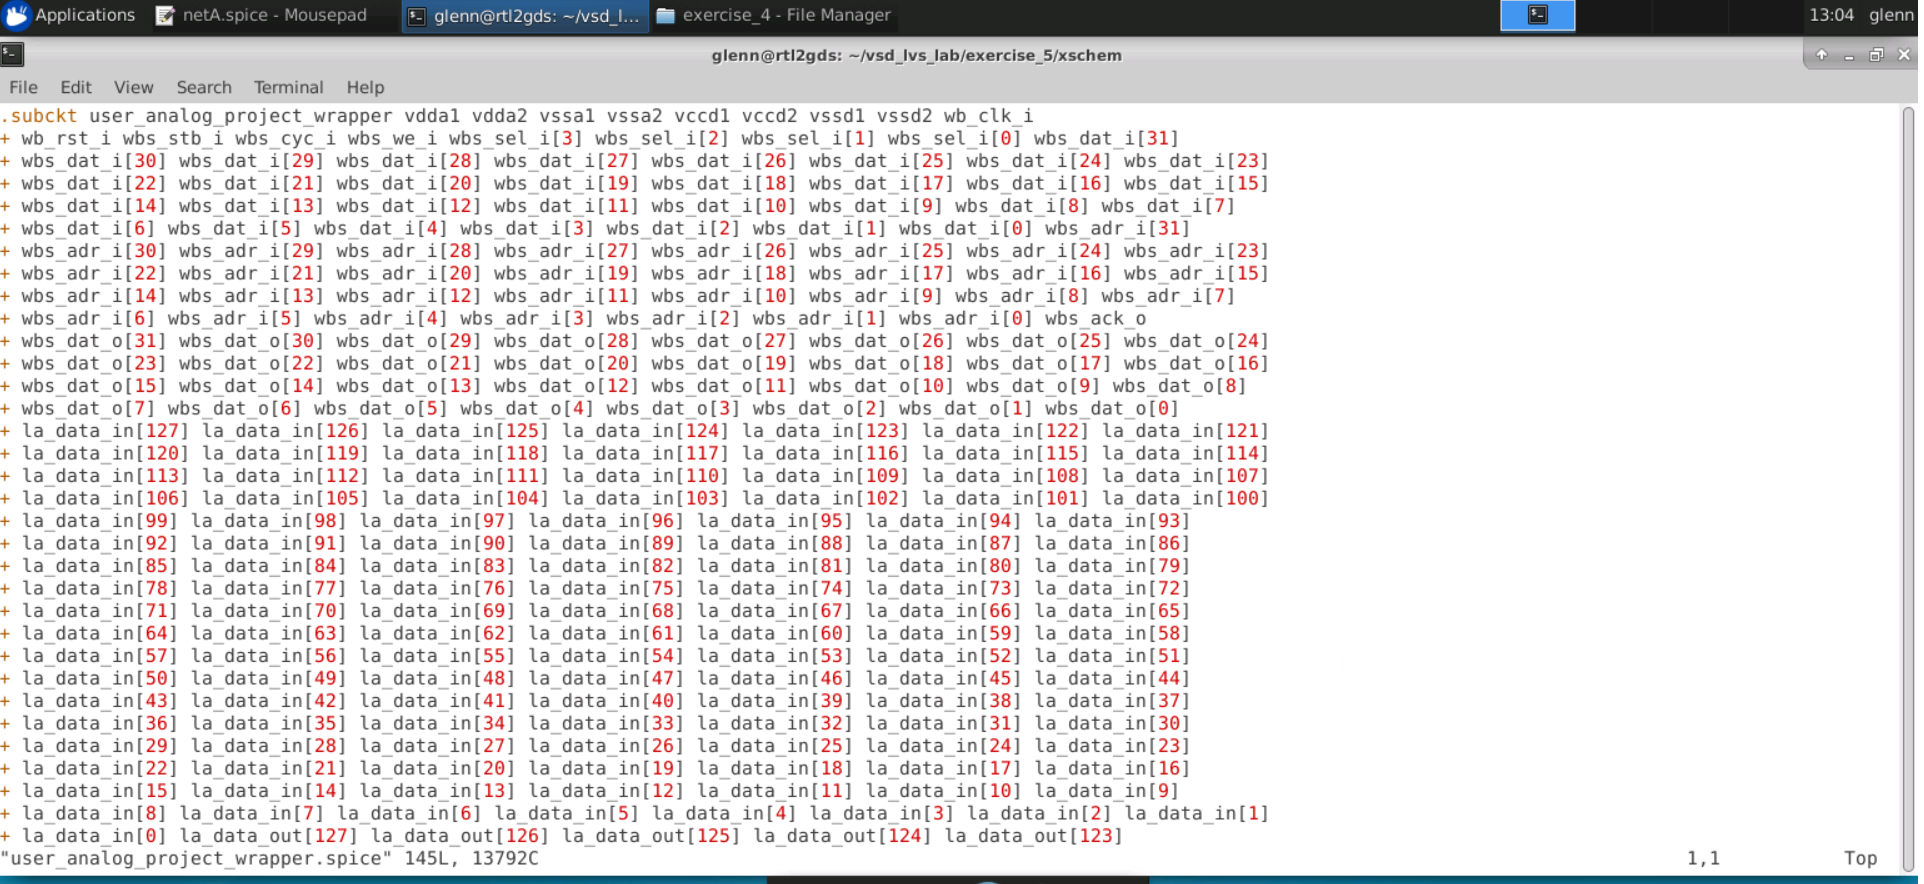 Applications netA.spice - Mousepad glenn@rtl2gds: ~/vsd_l... exercise_4 - File Manager 13:04 glenn
glenn@rtl2gds: ~/vsd_lvs_lab/exercise_5/xschem
File Edit View Search Terminal Help
.subckt user_analog_project_wrapper vdda1 vdda2 vssa1 vssa2 vccd1 vccd2 vssd1 vssd2 wb_clk_i
+ wb_rst_i wbs_stb_i wbs_cyc_i wbs_we_i wbs_sel_i[3] wbs_sel_i[2] wbs_sel_i[1] wbs_sel_i[0] wbs_dat_i[31]
+ wbs_dat_i[30] wbs_dat_i[29] wbs_dat_i[28] wbs_dat_i[27] wbs_dat_i[26] wbs_dat_i[25] wbs_dat_i[24] wbs_dat_i[23]
+ wbs_dat_i[22] wbs_dat_i[21] wbs_dat_i[20] wbs_dat_i[19] wbs_dat_i[18] wbs_dat_i[17] wbs_dat_i[16] wbs_dat_i[15]
+ wbs_dat_i[14] wbs_dat_i[13] wbs_dat_i[12] wbs_dat_i[11] wbs_dat_i[10] wbs_dat_i[9] wbs_dat_i[8] wbs_dat_i[7]
+ wbs_dat_i[6] wbs_dat_i[5] wbs_dat_i[4] wbs_dat_i[3] wbs_dat_i[2] wbs_dat_i[1] wbs_dat_i[0] wbs_adr_i[31]
+ wbs_adr_i[30] wbs_adr_i[29] wbs_adr_i[28] wbs_adr_i[27] wbs_adr_i[26] wbs_adr_i[25] wbs_adr_i[24] wbs_adr_i[23]
+ wbs_adr_i[22] wbs_adr_i[21] wbs_adr_i[20] wbs_adr_i[19] wbs_adr_i[18] wbs_adr_i[17] wbs_adr_i[16] wbs_adr_i[15]
+ wbs_adr_i[14] wbs_adr_i[13] wbs_adr_i[12] wbs_adr_i[11] wbs_adr_i[10] wbs_adr_i[9] wbs_adr_i[8] wbs_adr_i[7]
+ wbs_adr_i[6] wbs_adr_i[5] wbs_adr_i[4] wbs_adr_i[3] wbs_adr_i[2] wbs_adr_i[1] wbs_adr_i[0] wbs_ack_o
+ wbs_dat_o[31] wbs_dat_o[30] wbs_dat_o[29] wbs_dat_o[28] wbs_dat_o[27] wbs_dat_o[26] wbs_dat_o[25] wbs_dat_o[24]
+ wbs_dat_o[23] wbs_dat_o[22] wbs_dat_o[21] wbs_dat_o[20] wbs_dat_o[19] wbs_dat_o[18] wbs_dat_o[17] wbs_dat_o[16]
+ wbs_dat_o[15] wbs_dat_o[14] wbs_dat_o[13] wbs_dat_o[12] wbs_dat_o[11] wbs_dat_o[10] wbs_dat_o[9] wbs_dat_o[8]
+ wbs_dat_o[7] wbs_dat_o[6] wbs_dat_o[5] wbs_dat_o[4] wbs_dat_o[3] wbs_dat_o[2] wbs_dat_o[1] wbs_dat_o[0]
+ la_data_in[127] la_data_in[126] la_data_in[125] la_data_in[124] la_data_in[123] la_data_in[122] la_data_in[121]
+ la_data_in[120] la_data_in[119] la_data_in[118] la_data_in[117] la_data_in[116] la_data_in[115] la_data_in[114]
+ la_data_in[113] la_data_in[112] la_data_in[111] la_data_in[110] la_data_in[109] la_data_in[108] la_data_in[107]
+ la_data_in[106] la_data_in[105] la_data_in[104] la_data_in[103] la_data_in[102] la_data_in[101] la_data_in[100]
+ la_data_in[99] la_data_in[98] la_data_in[97] la_data_in[96] la_data_in[95] la_data_in[94] la_data_in[93]
+ la_data_in[92] la_data_in[91] la_data_in[90] la_data_in[89] la_data_in[88] la_data_in[87] la_data_in[86]
+ la_data_in[85] la_data_in[84] la_data_in[83] la_data_in[82] la_data_in[81] la_data_in[80] la_data_in[79]
+ la_data_in[78] la_data_in[77] la_data_in[76] la_data_in[75] la_data_in[74] la_data_in[73] la_data_in[72]
+ la_data_in[71] la_data_in[70] la_data_in[69] la_data_in[68] la_data_in[67] la_data_in[66] la_data_in[65]
+ la_data_in[64] la_data_in[63] la_data_in[62] la_data_in[61] la_data_in[60] la_data_in[59] la_data_in[58]
+ la_data_in[57] la_data_in[56] la_data_in[55] la_data_in[54] la_data_in[53] la_data_in[52] la_data_in[51]
+ la_data_in[50] la_data_in[49] la_data_in[48] la_data_in[47] la_data_in[46] la_data_in[45] la_data_in[44]
+ la_data_in[43] la_data_in[42] la_data_in[41] la_data_in[40] la_data_in[39] la_data_in[38] la_data_in[37]
+ la_data_in[36] la_data_in[35] la_data_in[34] la_data_in[33] la_data_in[32] la_data_in[31] la_data_in[30]
+ la_data_in[29] la_data_in[28] la_data_in[27] la_data_in[26] la_data_in[25] la_data_in[24] la_data_in[23]
+ la_data_in[22] la_data_in[21] la_data_in[20] la_data_in[19] la_data_in[18] la_data_in[17] la_data_in[16]
+ la_data_in[15] la_data_in[14] la_data_in[13] la_data_in[12] la_data_in[11] la_data_in[10] la_data_in[9]
+ la_data_in[8] la_data_in[7] la_data_in[6] la_data_in[5] la_data_in[4] la_data_in[3] la_data_in[2] la_data_in[1]
+ la_data_in[0] la_data_out[127] la_data_out[126] la_data_out[125] la_data_out[124] la_data_out[123]
"user_analog_project_wrapper.spice" 145L, 13792C 1,1 Top